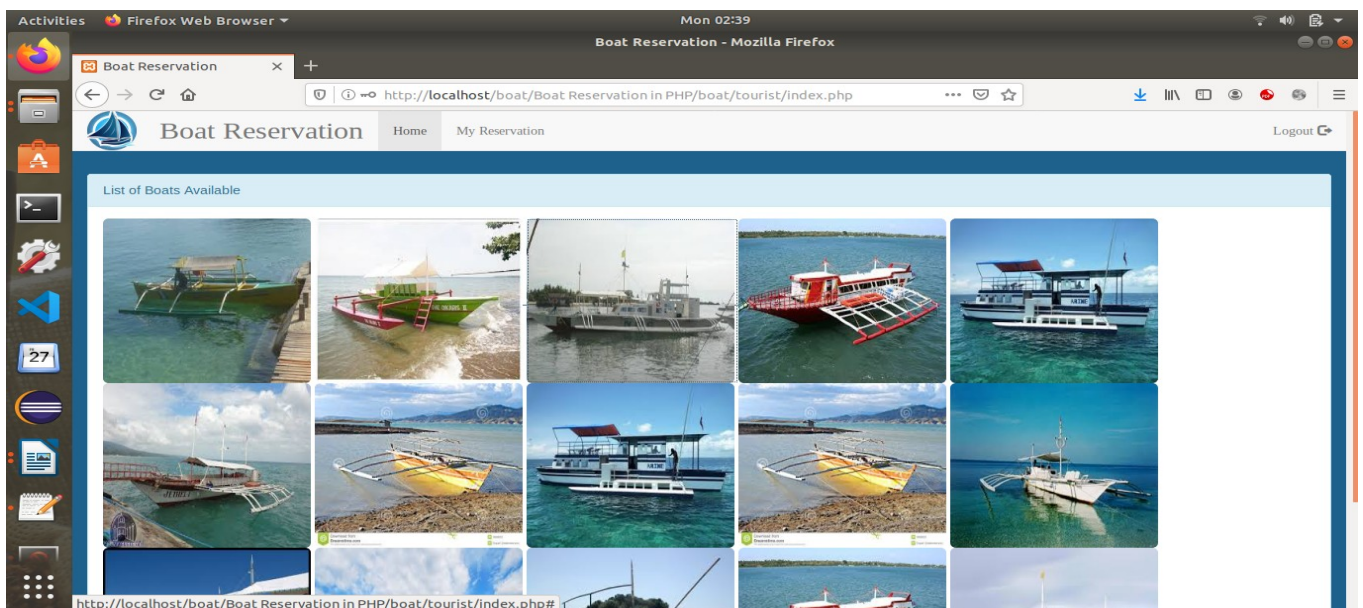 Activities Firefox Web Browser Mon 02:39
Boat Reservation - Mozilla Firefox
Boat Reservation
http://localhost/boat/Boat Reservation in PHP/boat/tourist/index.php
Boat Reservation Home My Reservation Logout
List of Boats Available
27
http://localhost/boat/Boat Reservation in PHP/boat/tourist/index.php#